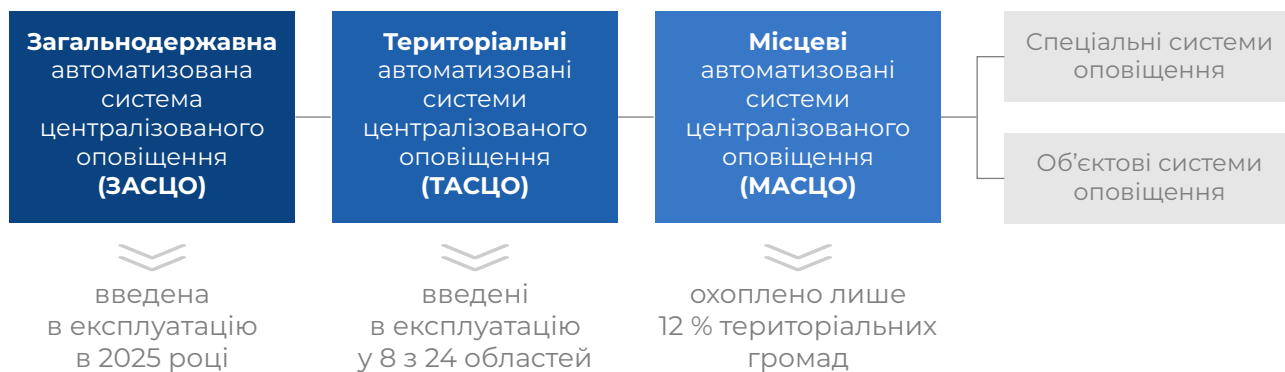 Загальнодержавна
автоматизована
система
централізованого
оповіщення
(ЗАСЦО)
Територіальні
автоматизовані
системи
централізованого
оповіщення
(ТАСЦО)
Місцеві
автоматизовані
системи
централізованого
оповіщення
(МАСЦО)
Спеціальні системи
оповіщення
Об’єктові системи
оповіщення
введена
в експлуатацію
в 2025 році
введені
в експлуатацію
у 8 з 24 областей
охоплено лише
12 % територіальних
громад